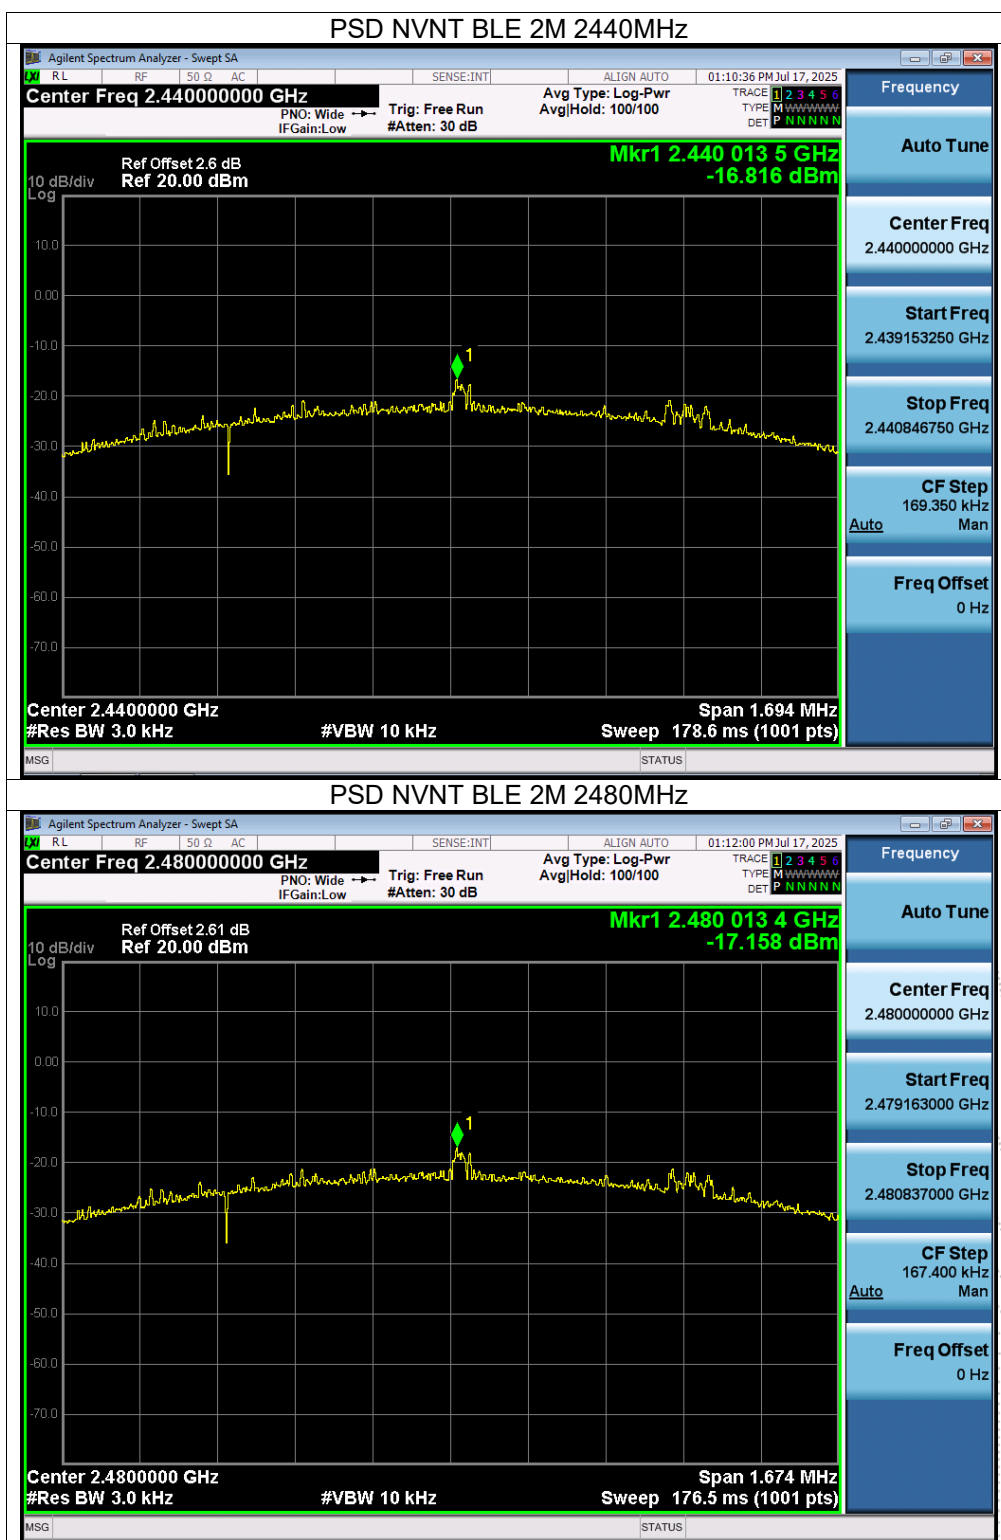 PSD NVNT BLE 2M 2440MHz
Agilent Spectrum Analyzer - Swept SA
LXI RL RF 50 Ω AC SENSE:INT ALIGN AUTO 01:10:36 PM Jul 17, 2025
Center Freq 2.440000000 GHz
PNO: Wide
IFGain:Low
Trig: Free Run
#Atten: 30 dB
Avg Type: Log-Pwr
Avg|Hold: 100/100
TRACE 1 2 3 4 5 6
TYPE M WWWWW
DET P N N N N N
Mkr1 2.440 013 5 GHz
-16.816 dBm
Ref Offset 2.6 dB
10 dB/div Ref 20.00 dBm
Log
10.0
0.00
-10.0
-20.0
-30.0
-40.0
-50.0
-60.0
-70.0
1
Center 2.4400000 GHz
Span 1.694 MHz
#Res BW 3.0 kHz
#VBW 10 kHz
Sweep 178.6 ms (1001 pts)
MSG STATUS
Frequency
Auto Tune
Center Freq
2.440000000 GHz
Start Freq
2.439153250 GHz
Stop Freq
2.440846750 GHz
CF Step
169.350 kHz
Auto Man
Freq Offset
0 Hz
PSD NVNT BLE 2M 2480MHz
Agilent Spectrum Analyzer - Swept SA
LXI RL RF 50 Ω AC SENSE:INT ALIGN AUTO 01:12:00 PM Jul 17, 2025
Center Freq 2.480000000 GHz
PNO: Wide
IFGain:Low
Trig: Free Run
#Atten: 30 dB
Avg Type: Log-Pwr
Avg|Hold: 100/100
TRACE 1 2 3 4 5 6
TYPE M WWWWW
DET P N N N N N
Mkr1 2.480 013 4 GHz
-17.158 dBm
Ref Offset 2.61 dB
10 dB/div Ref 20.00 dBm
Log
10.0
0.00
-10.0
-20.0
-30.0
-40.0
-50.0
-60.0
-70.0
1
Center 2.4800000 GHz
Span 1.674 MHz
#Res BW 3.0 kHz
#VBW 10 kHz
Sweep 176.5 ms (1001 pts)
MSG STATUS
Frequency
Auto Tune
Center Freq
2.480000000 GHz
Start Freq
2.479163000 GHz
Stop Freq
2.480837000 GHz
CF Step
167.400 kHz
Auto Man
Freq Offset
0 Hz